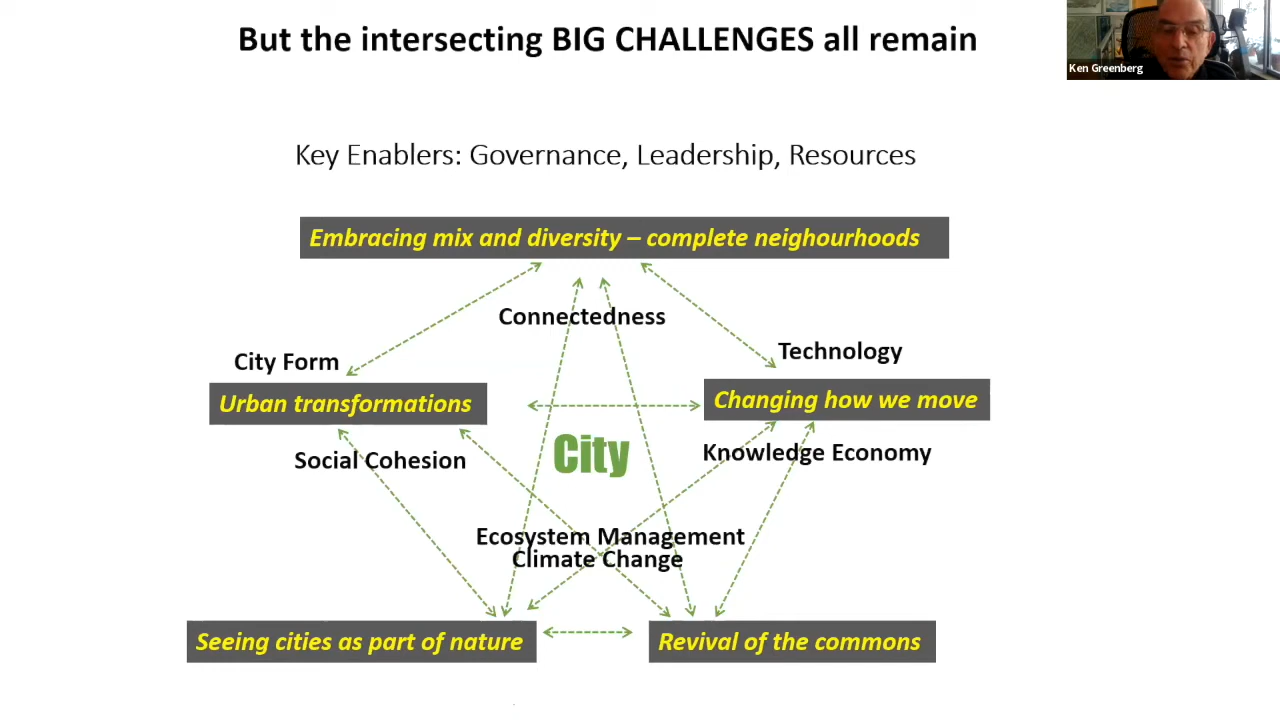 But the intersecting BIG CHALLENGES all remain
Ken Greenberg
Key Enablers: Governance, Leadership, Resources
Embracing mix and diversity – complete neighourhoods
Connectedness
Technology
City Form
Changing how we move
Urban transformations
Knowledge Economy
City
Social Cohesion
Ecosystem Management
Climate Change
Seeing cities as part of nature
Revival of the commons